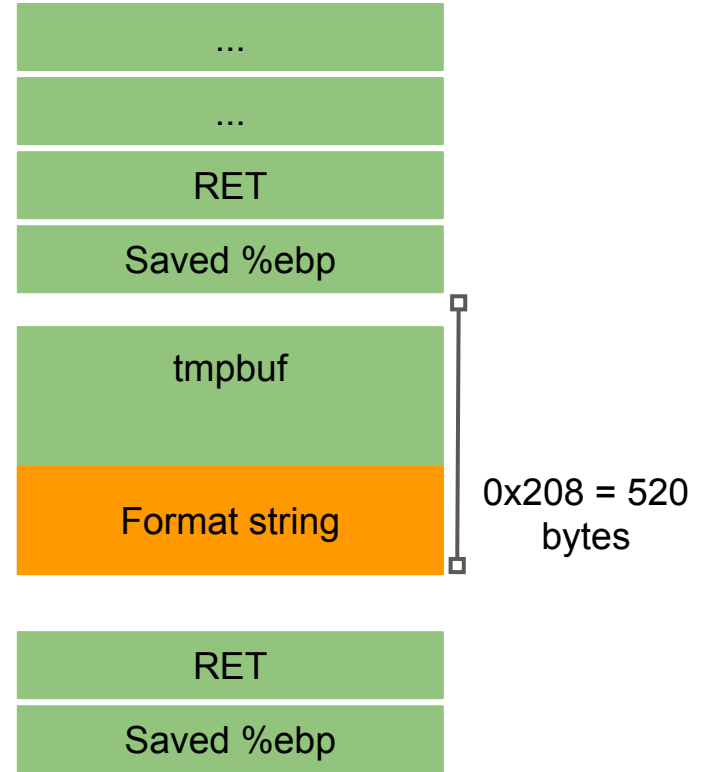 ...
...
RET
Saved %ebp
tmpbuf
Format string
0x208 = 520
bytes
RET
Saved %ebp